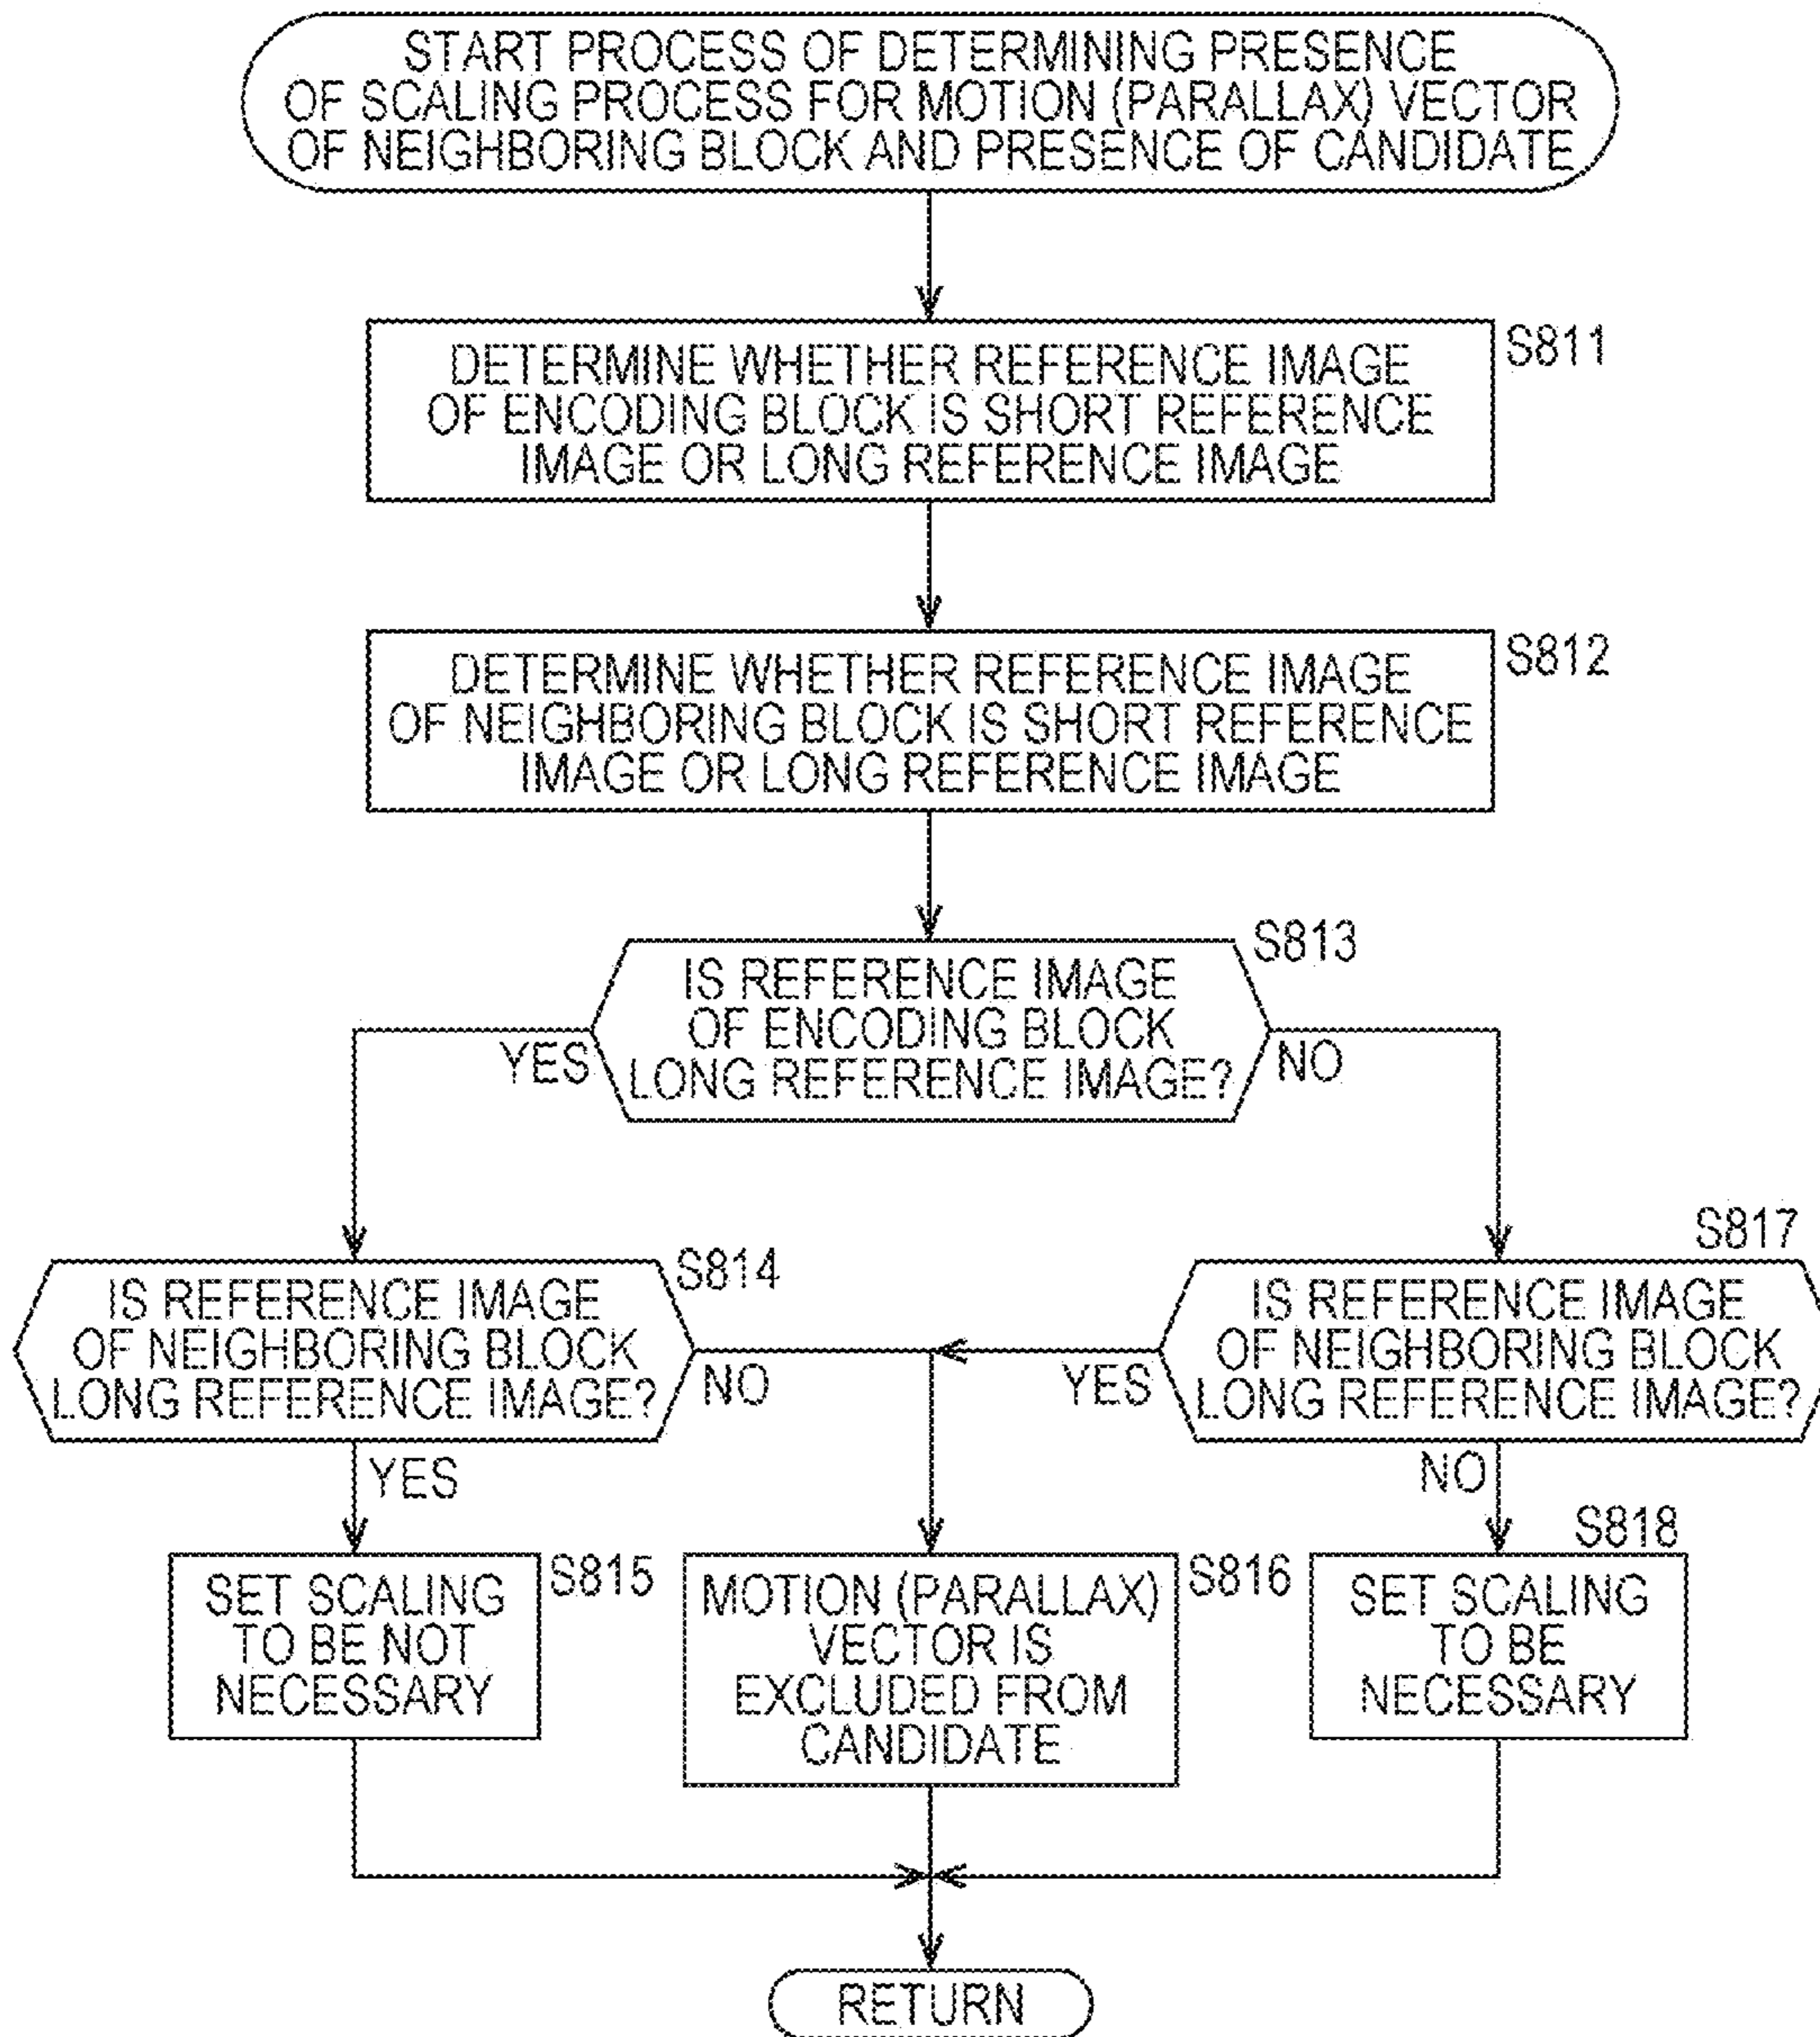 START PROCESS OF DETERMINING PRESENCE
OF SCALING PROCESS FOR MOTION (PARALLAX) VECTOR
OF NEIGHBORING BLOCK AND PRESENCE OF CANDIDATE
S811
DETERMINE WHETHER REFERENCE IMAGE
OF ENCODING BLOCK IS SHORT REFERENCE
IMAGE OR LONG REFERENCE IMAGE
S812
DETERMINE WHETHER REFERENCE IMAGE
OF NEIGHBORING BLOCK IS SHORT REFERENCE
IMAGE OR LONG REFERENCE IMAGE
S813
IS REFERENCE IMAGE
OF ENCODING BLOCK
LONG REFERENCE IMAGE?
YES
NO
S814
IS REFERENCE IMAGE
OF NEIGHBORING BLOCK
LONG REFERENCE IMAGE?
NO
YES
S817
IS REFERENCE IMAGE
OF NEIGHBORING BLOCK
LONG REFERENCE IMAGE?
YES
NO
S815
SET SCALING
TO BE NOT
NECESSARY
S816
MOTION (PARALLAX)
VECTOR IS
EXCLUDED FROM
CANDIDATE
S818
SET SCALING
TO BE
NECESSARY
RETURN